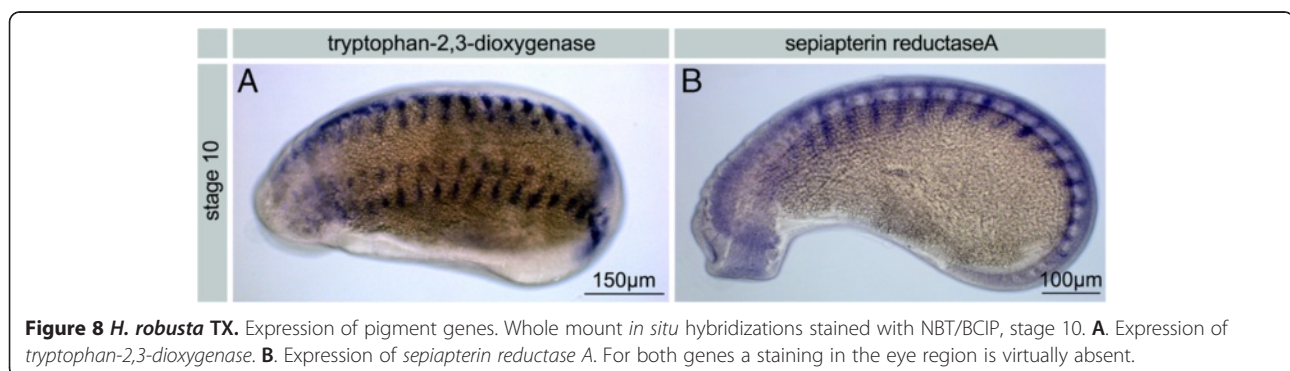 tryptophan-2,3-dioxygenase
sepiapterin reductaseA
stage 10
A
B
150µm
100µm
Figure 8 H. robusta TX. Expression of pigment genes. Whole mount in situ hybridizations stained with NBT/BCIP, stage 10. A. Expression of
tryptophan-2,3-dioxygenase. B. Expression of sepiapterin reductase A. For both genes a staining in the eye region is virtually absent.